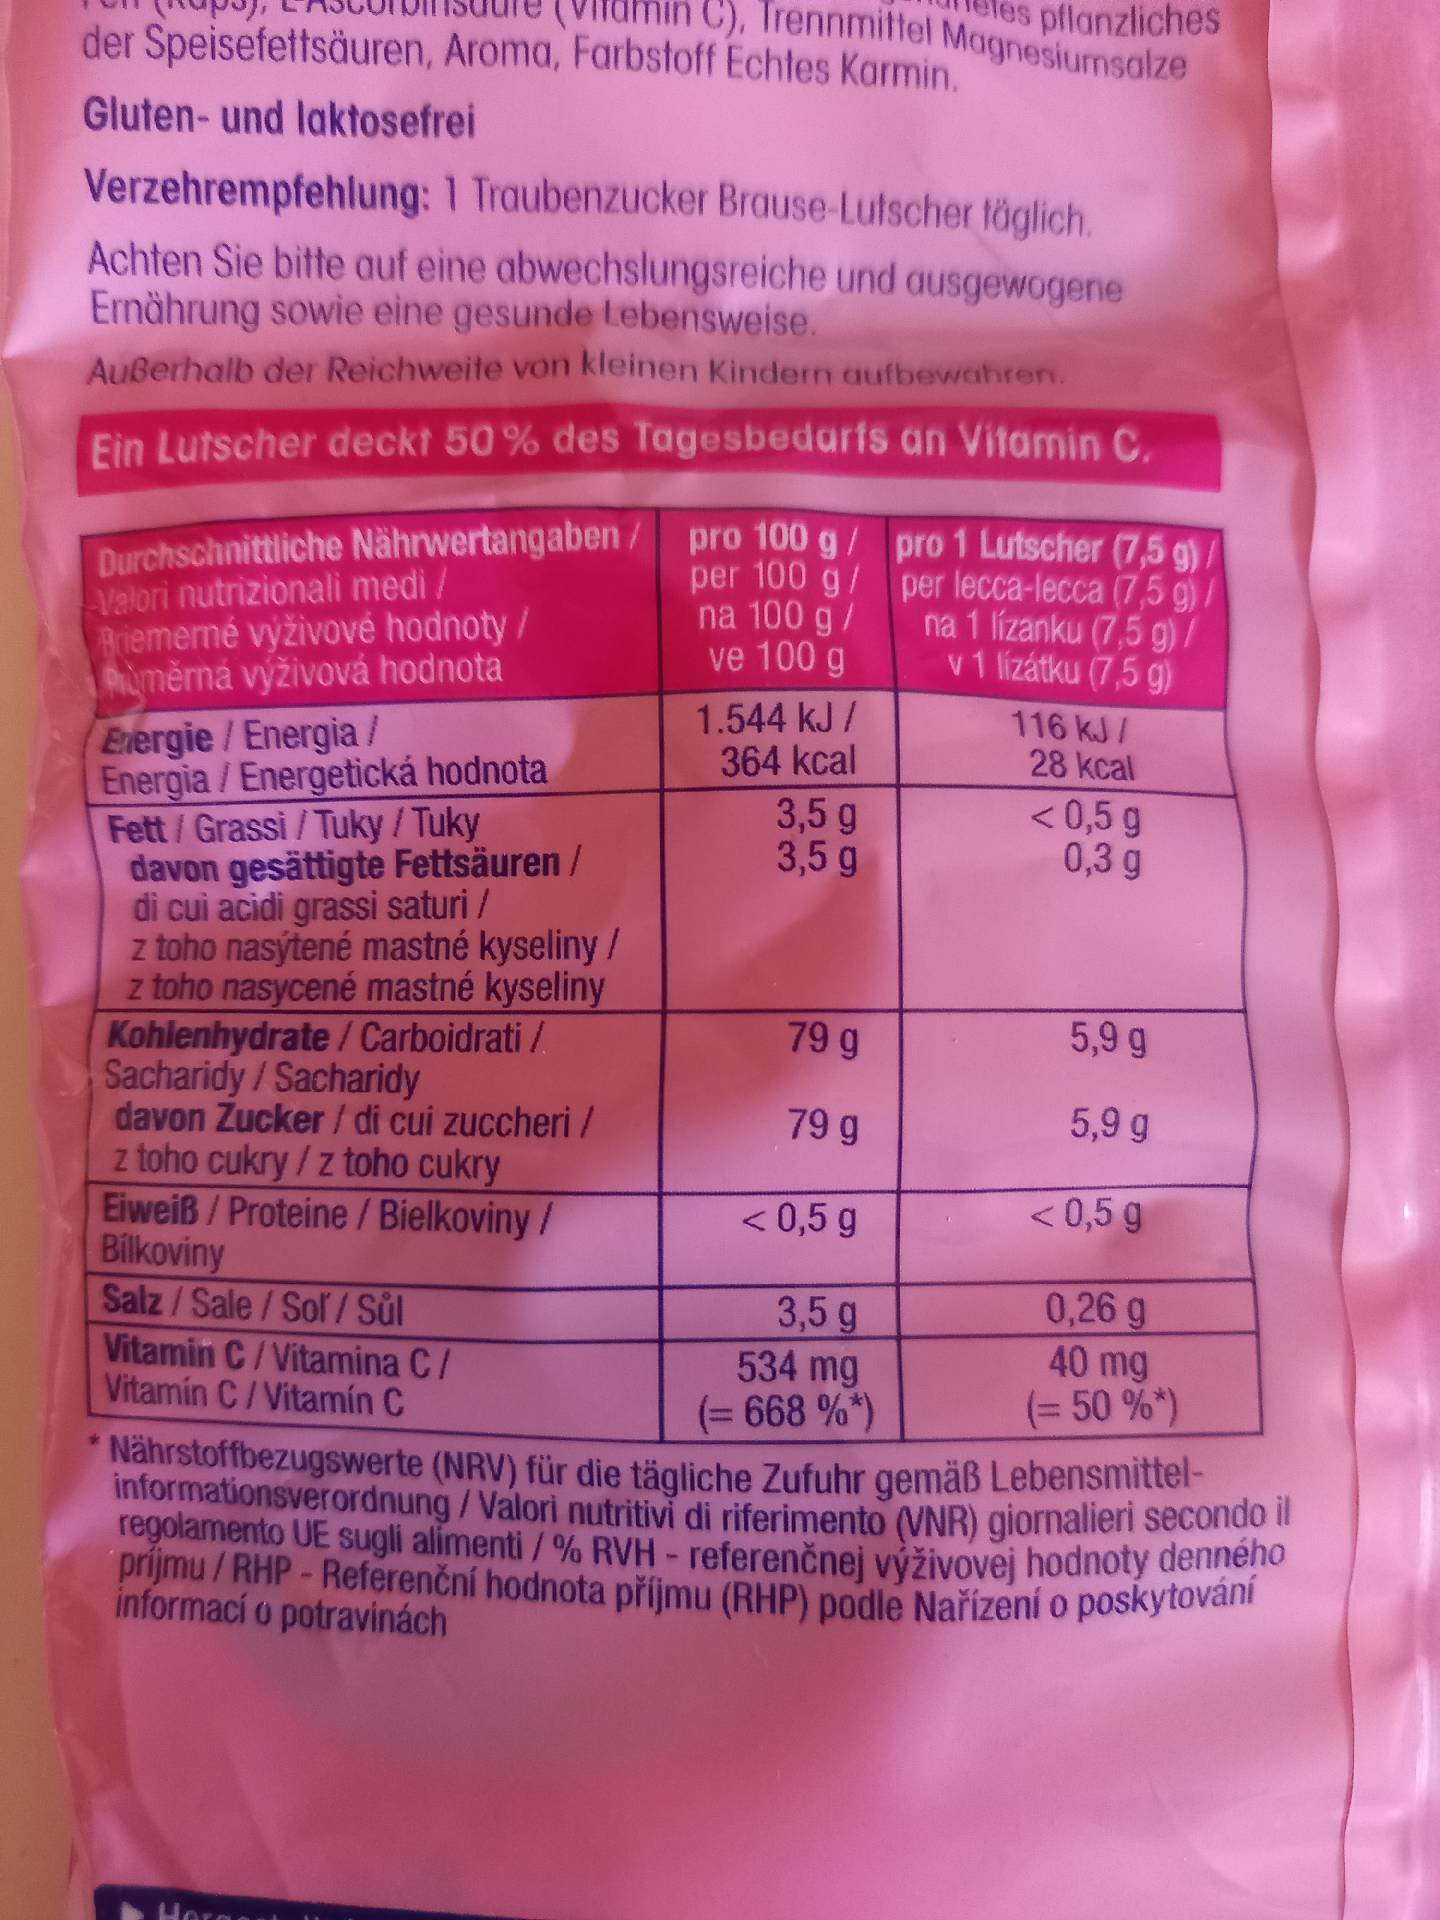 (Raps), L-Ascorbinsäure (Vitamin C), Trennmittel Magnesiumsalze pflanzliches
der Speisefettsäuren, Aroma, Farbstoff Echtes Karmin.
Gluten- und laktosefrei
Verzehrempfehlung: 1 Traubenzucker Brause-Lutscher täglich.
Achten Sie bitte auf eine abwechslungsreiche und ausgewogene
Ernährung sowie eine gesunde Lebensweise.
Außerhalb der Reichweite von kleinen Kindern aufbewahren.
Ein Lutscher deckt 50 % des Tagesbedarfs an Vitamin C.
Durchschnittliche Nährwertangaben / pro 100 g / pro 1 Lutscher (7,5 g) /
Valori nutrizionali medi / per 100 g / per lecca-lecca (7,5 g) /
Priemerné výživové hodnoty / na 100 g / na 1 lízanku (7,5 g) /
Průměrná výživová hodnota ve 100 g v 1 lízátku (7,5 g)
Energie / Energia / 1.544 kJ / 116 kJ /
Energia / Energetická hodnota 364 kcal 28 kcal
Fett / Grassi / Tuky / Tuky 3,5 g < 0,5 g
davon gesättigte Fettsäuren / 3,5 g 0,3 g
di cui acidi grassi saturi /
z toho nasýtené mastné kyseliny /
z toho nasycené mastné kyseliny
Kohlenhydrate / Carboidrati / 79 g 5,9 g
Sacharidy / Sacharidy
davon Zucker / di cui zuccheri / 79 g 5,9 g
z toho cukry / z toho cukry
Eiweiß / Proteine / Bielkoviny / < 0,5 g < 0,5 g
Bílkoviny
Salz / Sale / Soľ / Sůl 3,5 g 0,26 g
Vitamin C / Vitamina C / 534 mg 40 mg
Vitamín C / Vitamín C (= 668 %*) (= 50 %*)
* Nährstoffbezugswerte (NRV) für die tägliche Zufuhr gemäß Lebensmittel-
informationsverordnung / Valori nutritivi di riferimento (VNR) giornalieri secondo il
regolamento UE sugli alimenti / % RVH - referenčnej výživovej hodnoty denného
príjmu / RHP - Referenční hodnota příjmu (RHP) podle Nařízení o poskytování
informací o potravinách